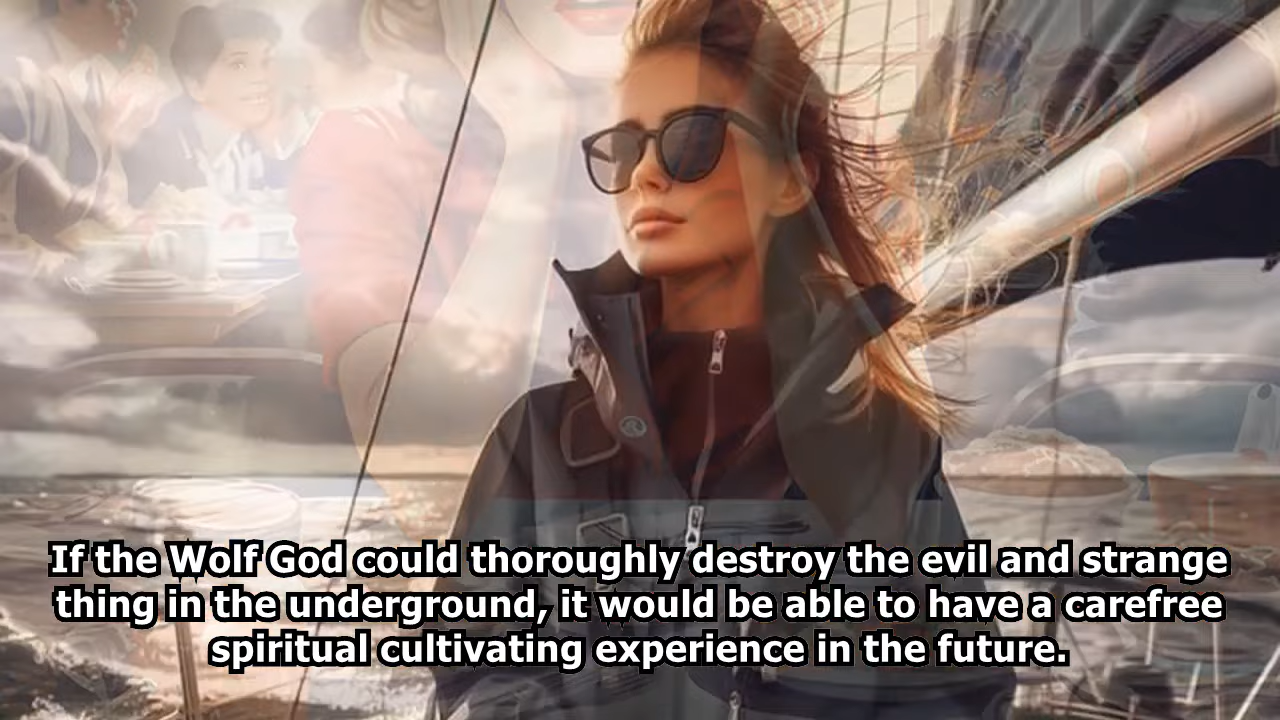 If the Wolf God could thoroughly destroy the evil and strange
thing in the underground, it would be able to have a carefree
spiritual cultivating experience in the future.